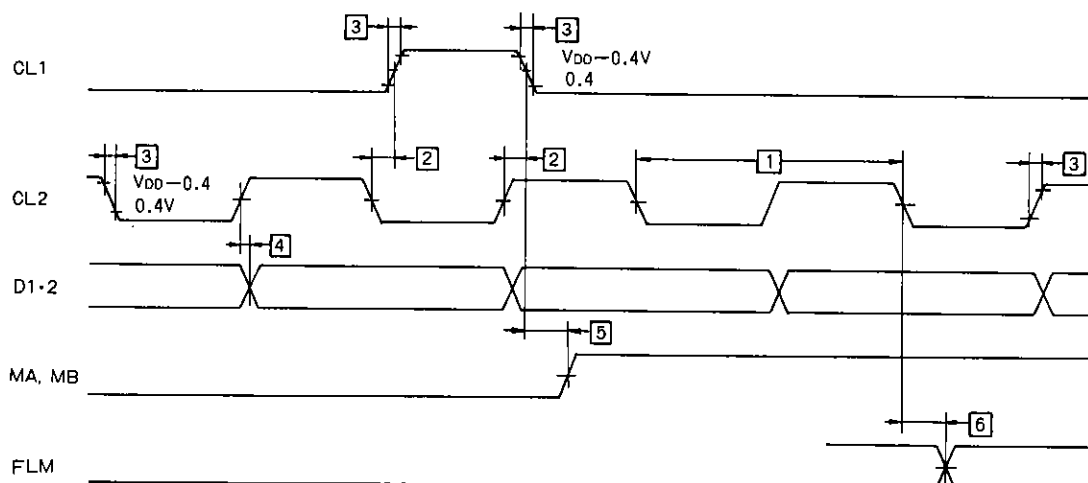 3 3
CL1
VDD−0.4V
0.4
2 2 1 3
3
CL2
VDD−0.4
0.4V
4
D1•2
5
MA, MB
6
FLM